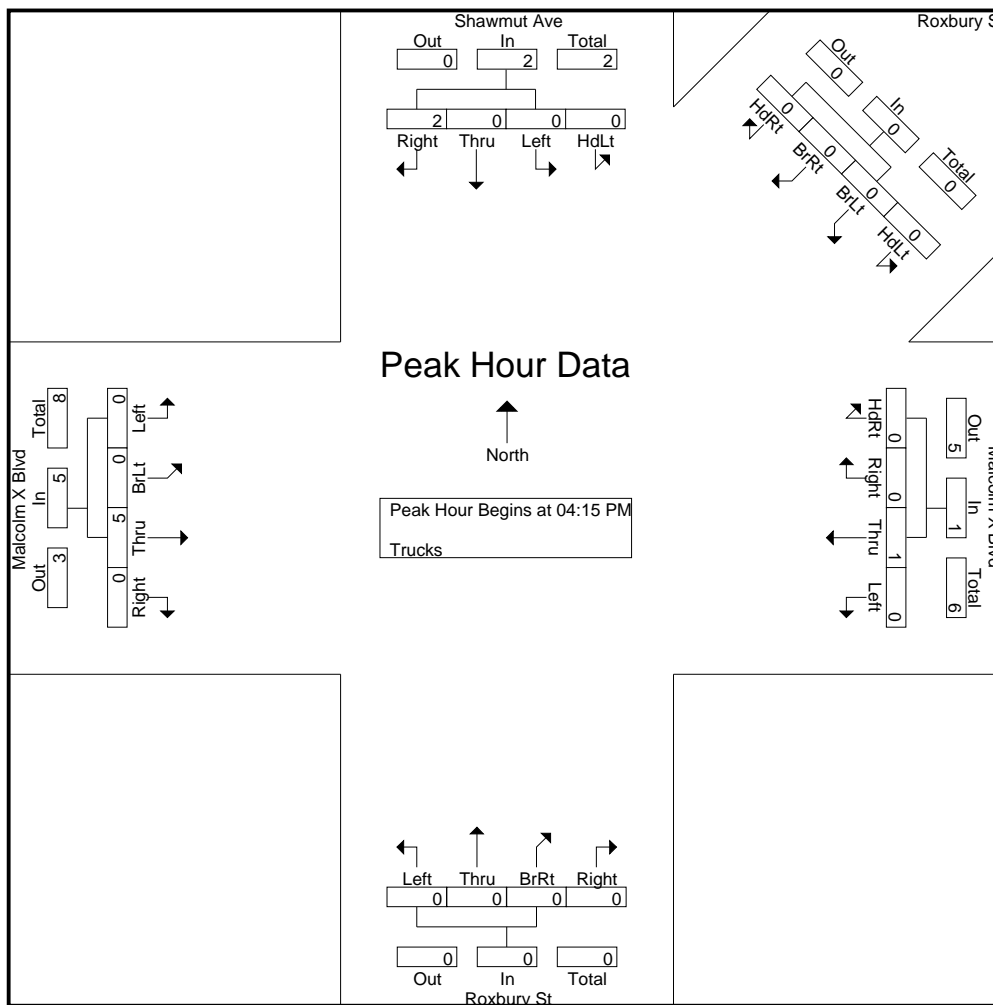 Shawmut Ave
Out In Total
0 2 2
2 0 0 0
Right Thru Left HdLt
Roxbury S
Out In Total
0 0 0
0 0 0 0
HdRt BrRt BrLt HdLt
Peak Hour Data
North
Peak Hour Begins at 04:15 PM
Trucks
Malcolm X Blvd
Out In Total
3 5 8
0 5 0 0
Right Thru BrLt Left
Malcolm X Blvd
Out In Total
5 1 6
0 0 1 0
HdRt Right Thru Left
Left Thru BrRt Right
0 0 0 0
0 0 0
Out In Total
Roxbury St